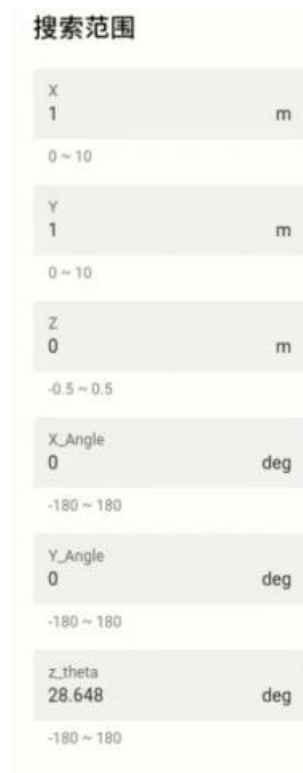 搜索范围
X
1 m
0 ~ 10
Y
1 m
0 ~ 10
Z
0 m
-0.5 ~ 0.5
X_Angle
0 deg
-180 ~ 180
Y_Angle
0 deg
-180 ~ 180
z_theta
28.648 deg
-180 ~ 180